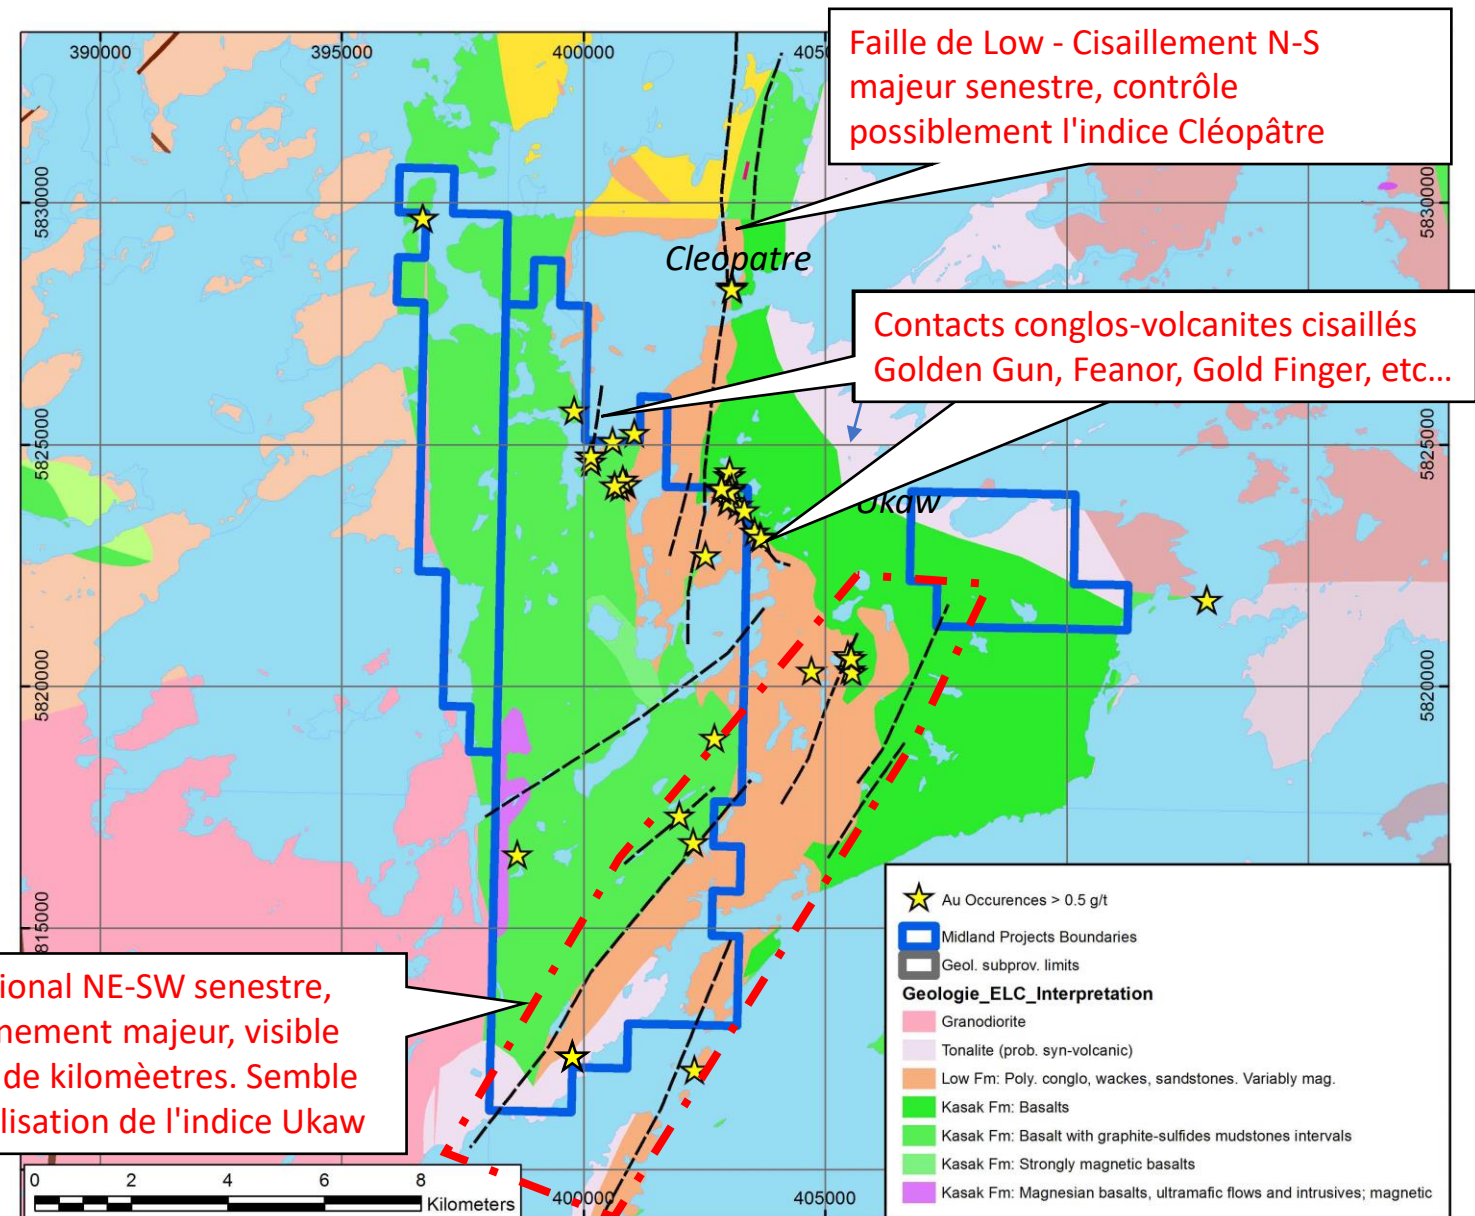 390000
395000
400000
405
Faille de Low - Cisaillement N-S
majeur senestre, contrôle
possiblement l'indice Cléopâtre
5830000
5830000
Cleopatre
Contacts conglos-volcanites cisaillés
Golden Gun, Feanor, Gold Finger, etc...
5825000
5825000
Ukaw
5820000
5820000
815000
ional NE-SW senestre,
nement majeur, visible
de kilomèetres. Semble
lisation de l'indice Ukaw
Au Occurences > 0.5 g/t
Midland Projects Boundaries
Geol. subprov. limits
Geologie_ELC_Interpretation
Granodiorite
Tonalite (prob. syn-volcanic)
Low Fm: Poly. conglo, wackes, sandstones. Variably mag.
Kasak Fm: Basalts
Kasak Fm: Basalt with graphite-sulfides mudstones intervals
Kasak Fm: Strongly magnetic basalts
Kasak Fm: Magnesian basalts, ultramafic flows and intrusives; magnetic
0 2 4 6 8
Kilometers
400000
405000